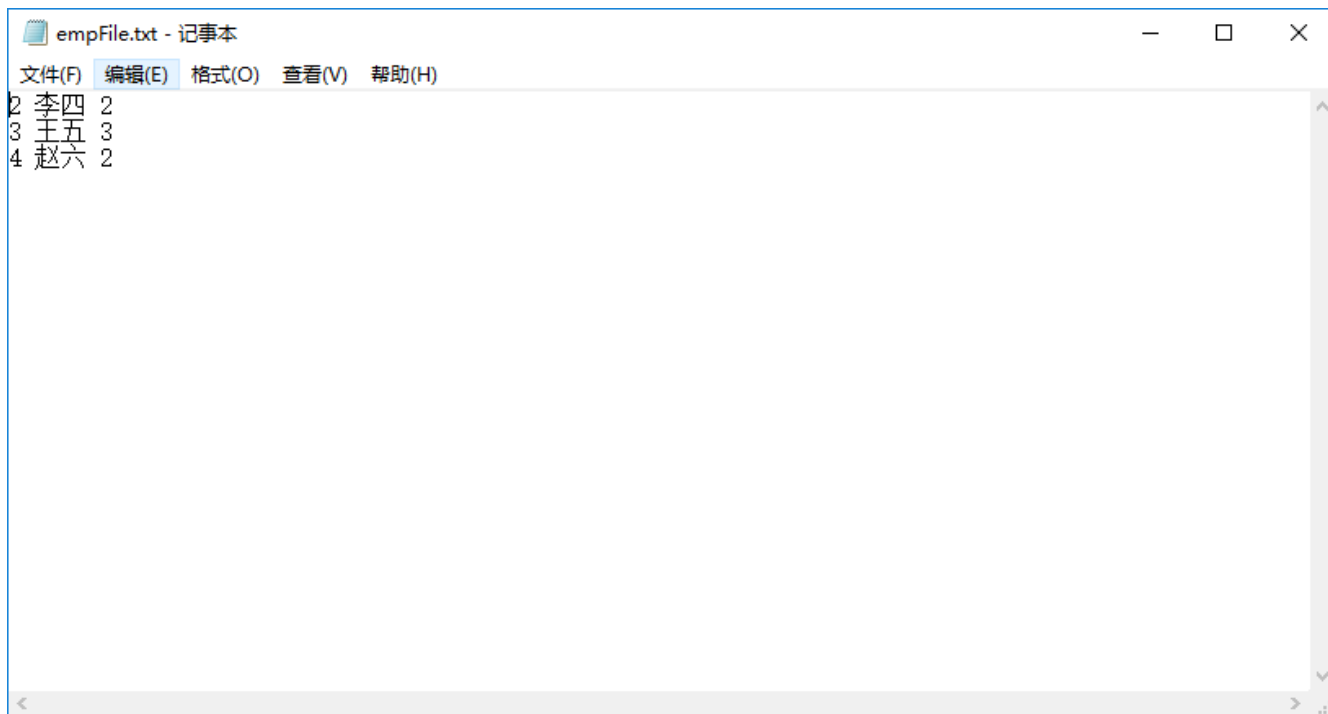 empFile.txt - 记事本
文件(F) 编辑(E) 格式(O) 查看(V) 帮助(H)
2 李四 2
3 王五 3
4 赵六 2